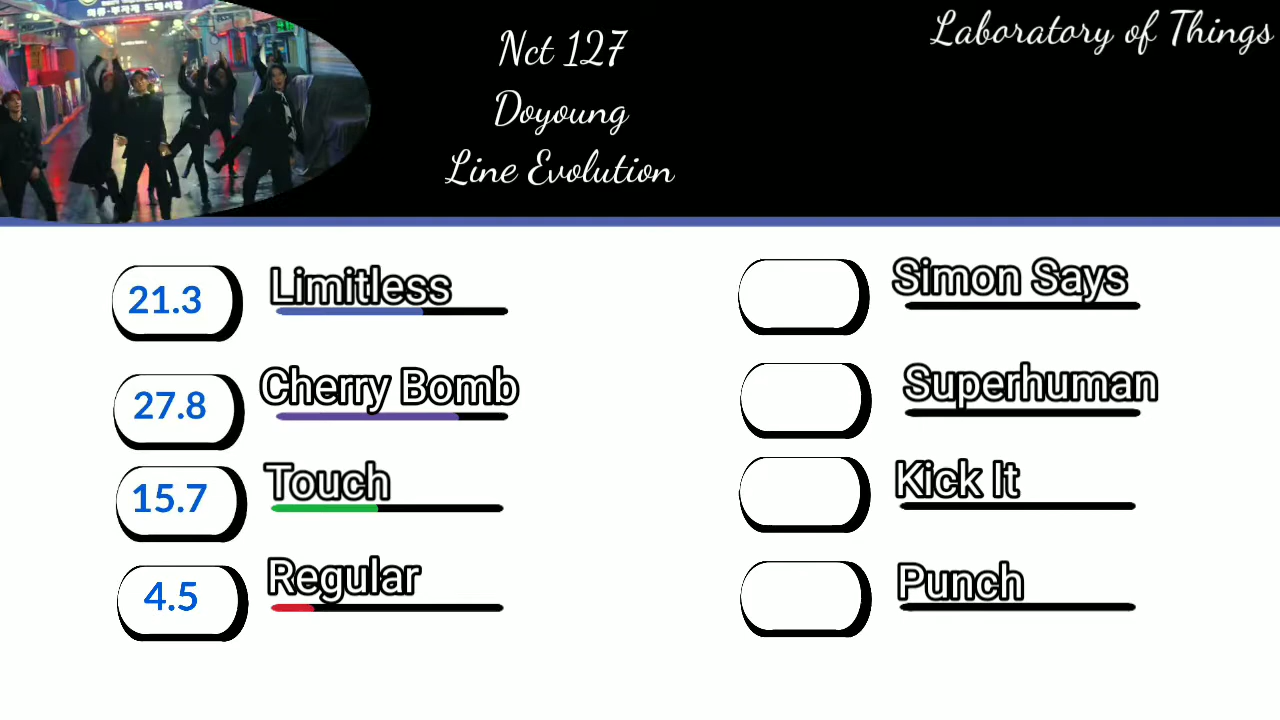 Nct 127
Doyoung
Line Evolution
Laboratory of Things
21.3 Limitless
27.8 Cherry Bomb
15.7 Touch
4.5 Regular
Simon Says
Superhuman
Kick It
Punch